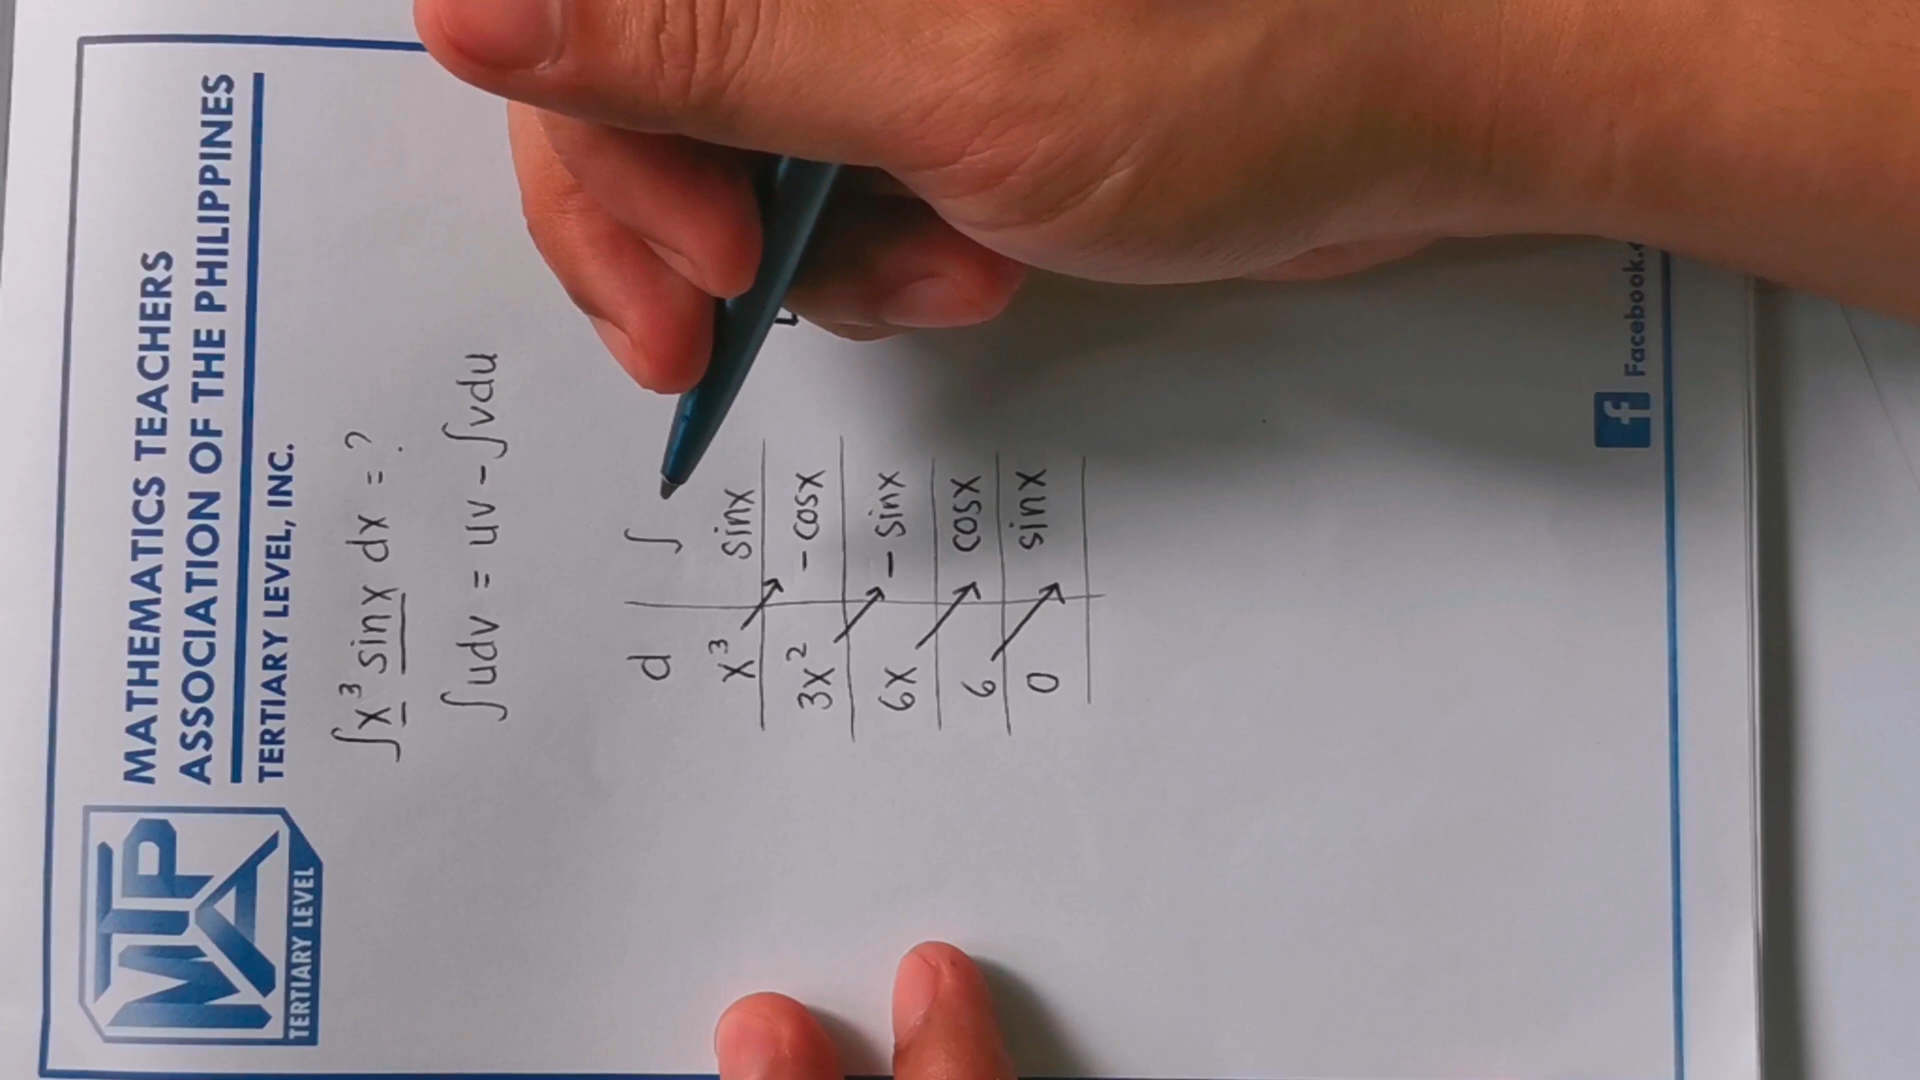 MATHEMATICS TEACHERS
ASSOCIATION OF THE PHILIPPINES
TERTIARY LEVEL, INC.
MTAP
TERTIARY LEVEL
∫x³ sinx dx = ?
∫udv = uv - ∫vdu
d ∫
x³ sinx
3x² -cosx
6x -sinx
6 cosx
0 sinx
f Facebook.